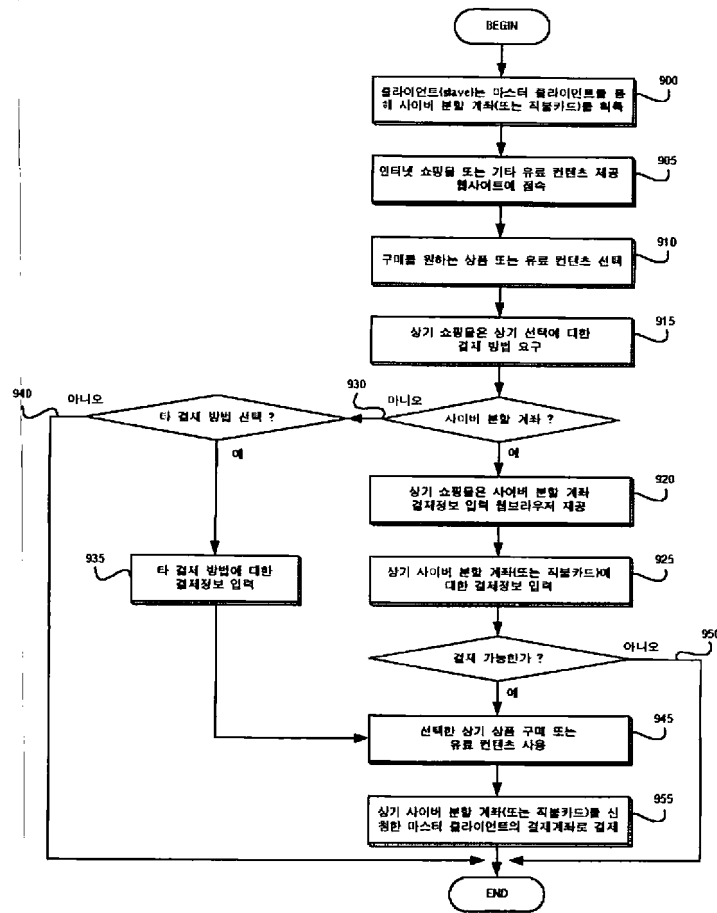 BEGIN
900
클라이언트(slave)는 마스터 클라이언트를 통
해 사이버 분할 계좌(또는 직불카드)를 획득
905
인터넷 쇼핑몰 또는 기타 유료 컨텐츠 제공
웹사이트에 접속
910
구매를 원하는 상품 또는 유료 컨텐츠 선택
915
상기 쇼핑몰은 상기 선택에 대한
결제 방법 요구
940
아니오
타 결제 방법 선택 ?
930
아니오
사이버 분할 계좌 ?
예
예
920
상기 쇼핑몰은 사이버 분할 계좌
결제정보 입력 웹브라우저 제공
935
타 결제 방법에 대한
결제정보 입력
925
상기 사이버 분할 계좌(또는 직불카드)에
대한 결제정보 입력
결제 가능한가 ?
아니오
950
예
945
선택한 상기 상품 구매 또는
유료 컨텐츠 사용
955
상기 사이버 분할 계좌(또는 직불카드)를 신
청한 마스터 클라이언트의 결제계좌로 결제
END